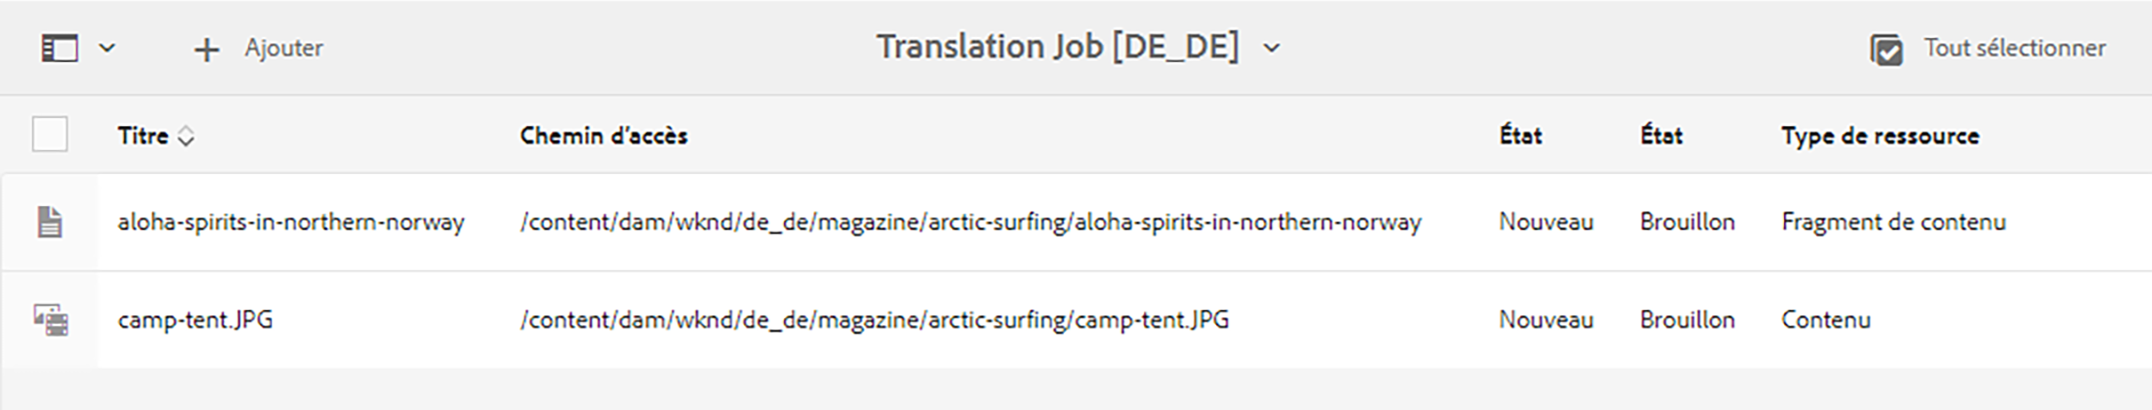 Ajouter Translation Job [DE_DE] Tout sélectionner
Titre Chemin d'accès État État Type de ressource
aloha-spirits-in-northern-norway /content/dam/wknd/de_de/magazine/arctic-surfing/aloha-spirits-in-northern-norway Nouveau Brouillon Fragment de contenu
camp-tent.JPG /content/dam/wknd/de_de/magazine/arctic-surfing/camp-tent.JPG Nouveau Brouillon Contenu